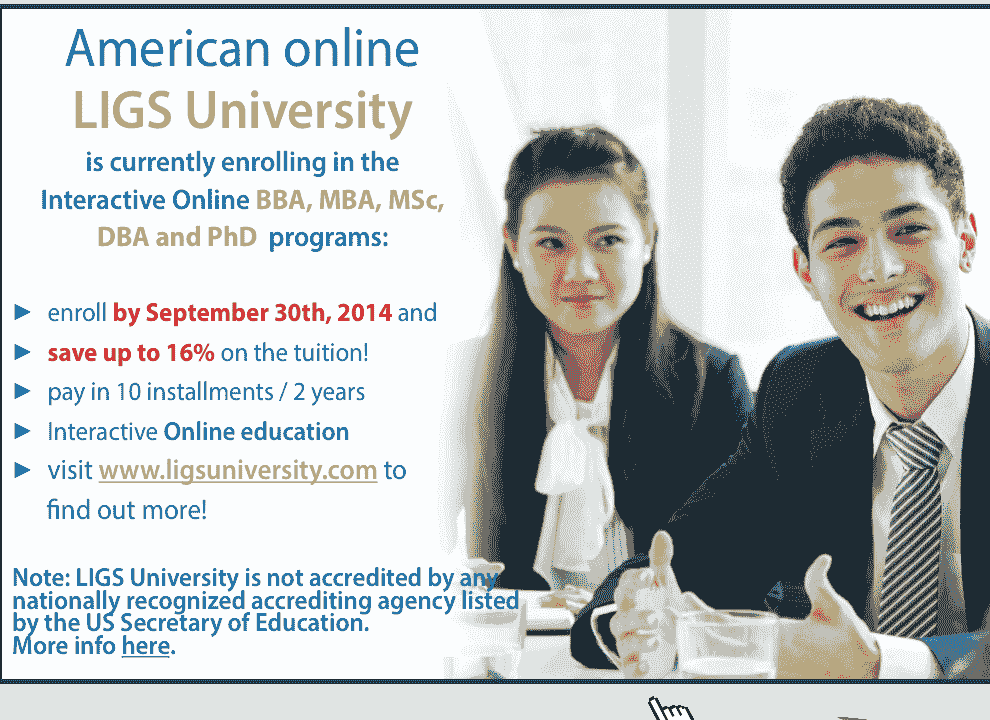 American online
LIGS University
is currently enrolling in the
Interactive Online BBA, MBA, MSc,
DBA and PhD programs:
► enroll by September 30th, 2014 and
► save up to 16% on the tuition!
► pay in 10 installments / 2 years
► Interactive Online education
► visit www.ligsuniversity.com to
find out more!
Note: LIGS University is not accredited by any
nationally recognized accrediting agency listed
by the US Secretary of Education.
More info here.